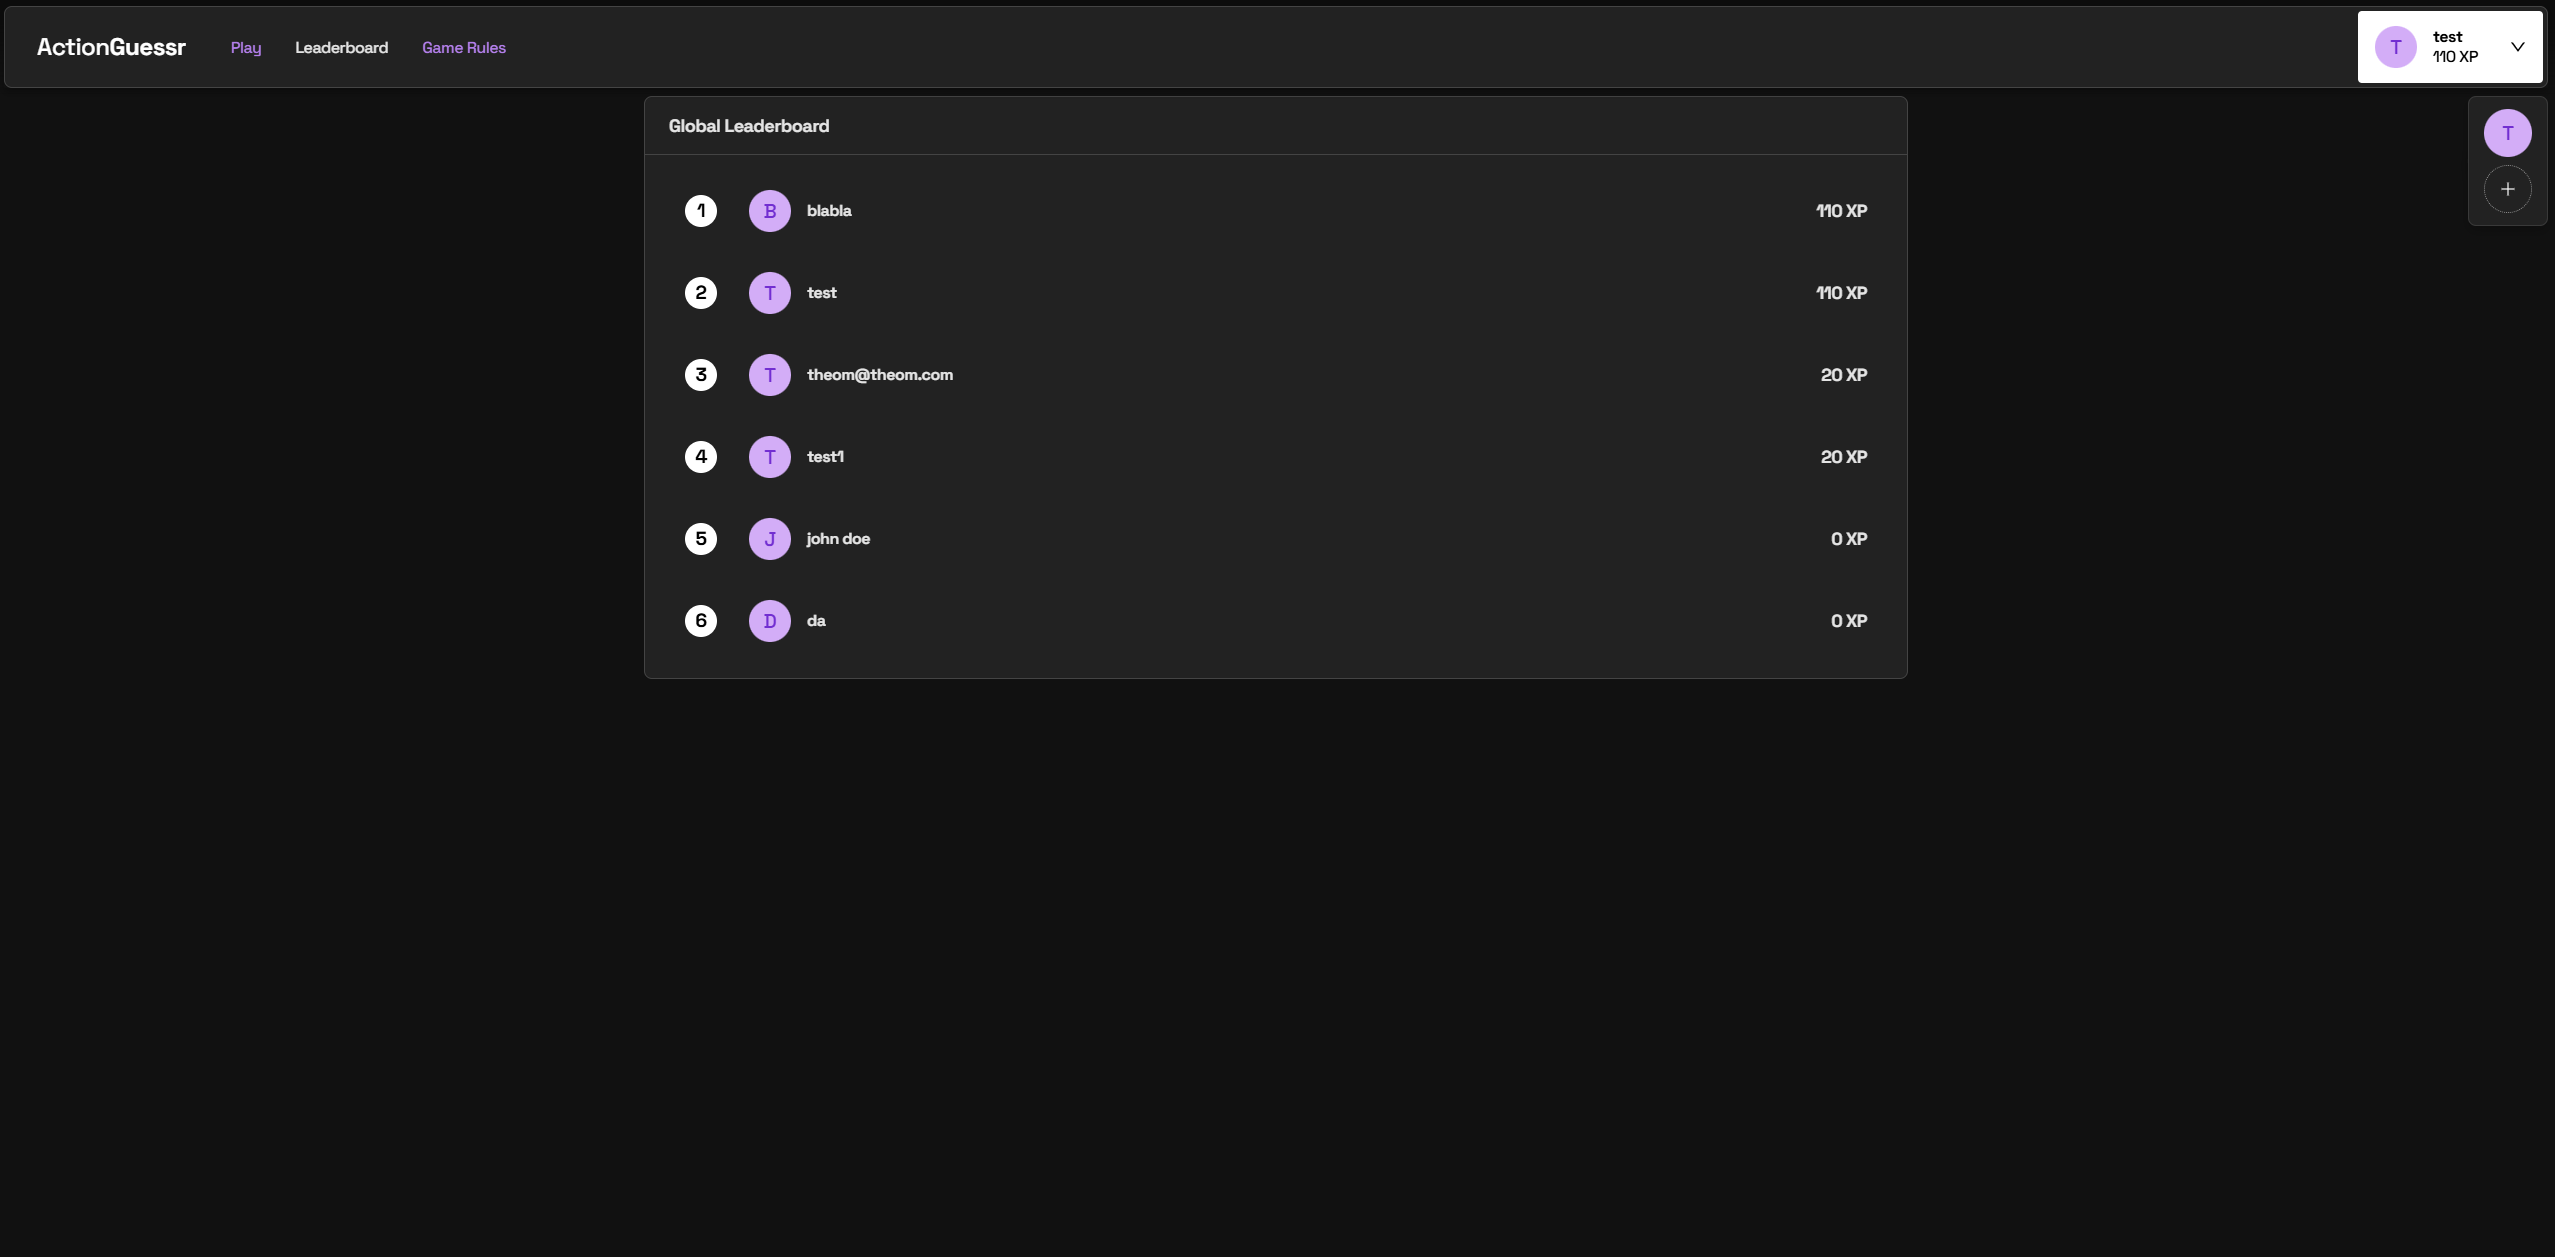 ActionGuessr Play Leaderboard Game Rules
T test
110 XP
Global Leaderboard
T
1 B blabla 110 XP
2 T test 110 XP
3 T theom@theom.com 20 XP
4 T test1 20 XP
5 J john doe 0 XP
6 D da 0 XP